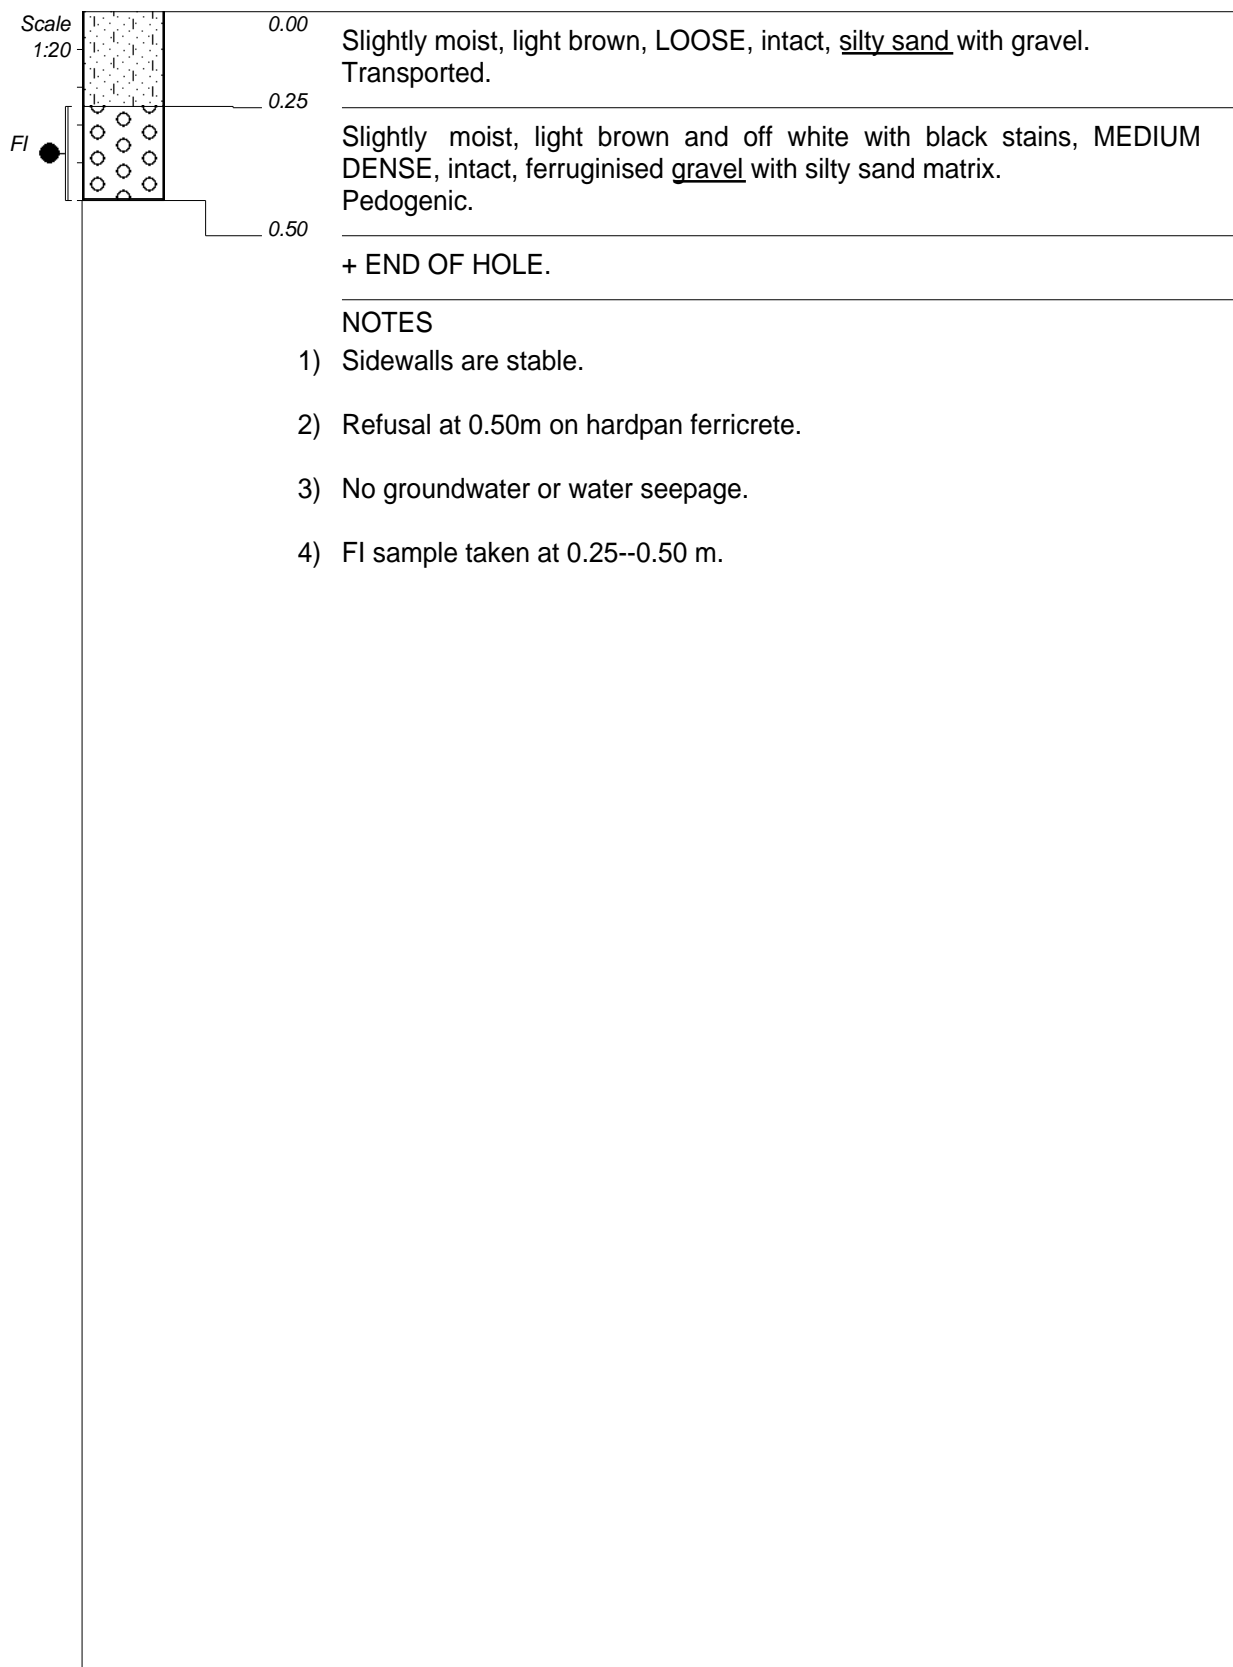 Scale
1:20
0.00
Slightly moist, light brown, LOOSE, intact, silty sand with gravel.
Transported.
0.25
FI
Slightly moist, light brown and off white with black stains, MEDIUM
DENSE, intact, ferruginised gravel with silty sand matrix.
Pedogenic.
0.50
+ END OF HOLE.
NOTES
1) Sidewalls are stable.
2) Refusal at 0.50m on hardpan ferricrete.
3) No groundwater or water seepage.
4) FI sample taken at 0.25--0.50 m.